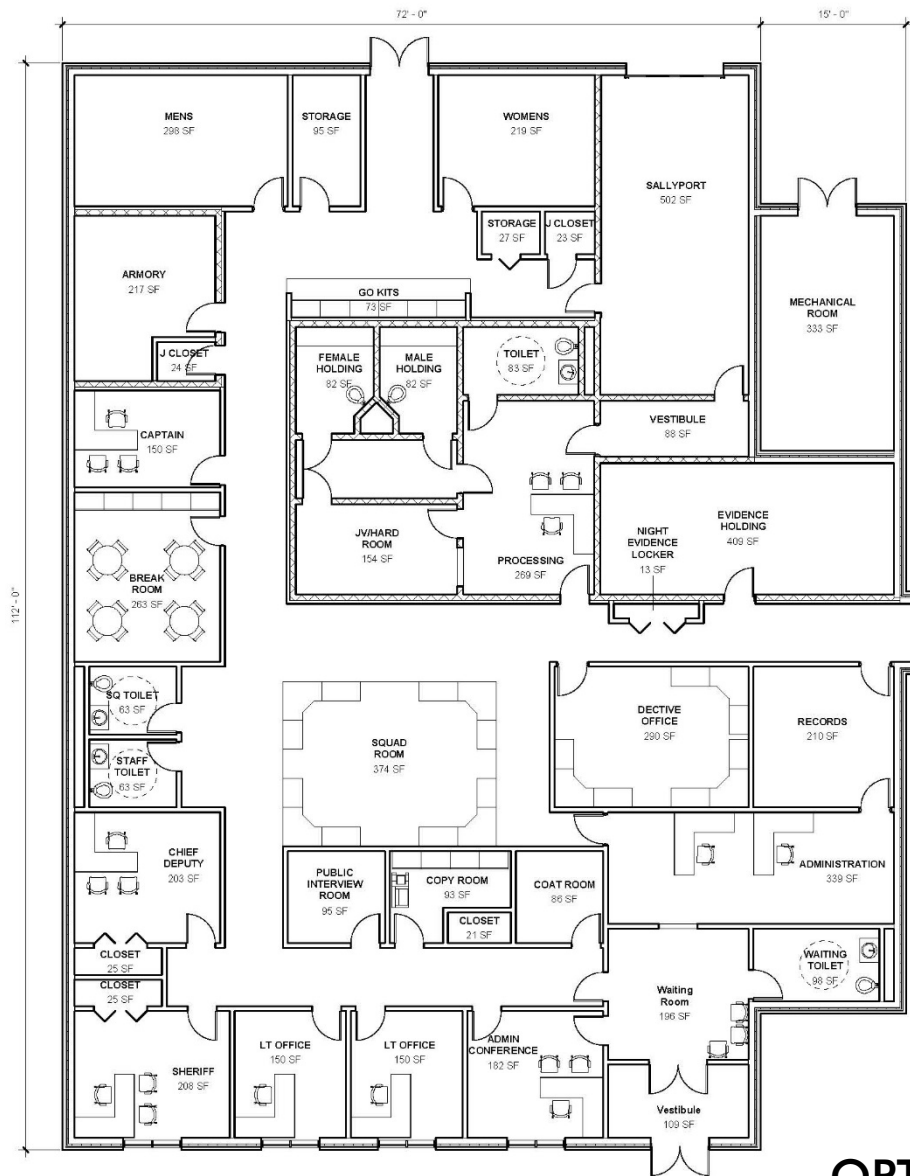 72' - 0"
15' - 0"
112' - 0"
MENS
298 SF
STORAGE
95 SF
WOMENS
219 SF
SALLYPORT
502 SF
STORAGE
27 SF
J CLOSET
23 SF
ARMORY
217 SF
GO KITS
73 SF
MECHANICAL
ROOM
333 SF
J CLOSET
24 SF
FEMALE
HOLDING
82 SF
MALE
HOLDING
82 SF
TOILET
83 SF
CAPTAIN
150 SF
VESTIBULE
88 SF
JV/HARD
ROOM
154 SF
PROCESSING
269 SF
NIGHT
EVIDENCE
LOCKER
13 SF
EVIDENCE
HOLDING
409 SF
BREAK
ROOM
263 SF
SQ TOILET
63 SF
STAFF
TOILET
63 SF
SQUAD
ROOM
374 SF
DECTIVE
OFFICE
290 SF
RECORDS
210 SF
CHIEF
DEPUTY
203 SF
PUBLIC
INTERVIEW
ROOM
95 SF
COPY ROOM
93 SF
CLOSET
21 SF
COAT ROOM
86 SF
ADMINISTRATION
339 SF
CLOSET
25 SF
CLOSET
25 SF
WAITING
TOILET
98 SF
Waiting
Room
196 SF
SHERIFF
208 SF
LT OFFICE
150 SF
LT OFFICE
150 SF
ADMIN
CONFERENCE
182 SF
Vestibule
109 SF